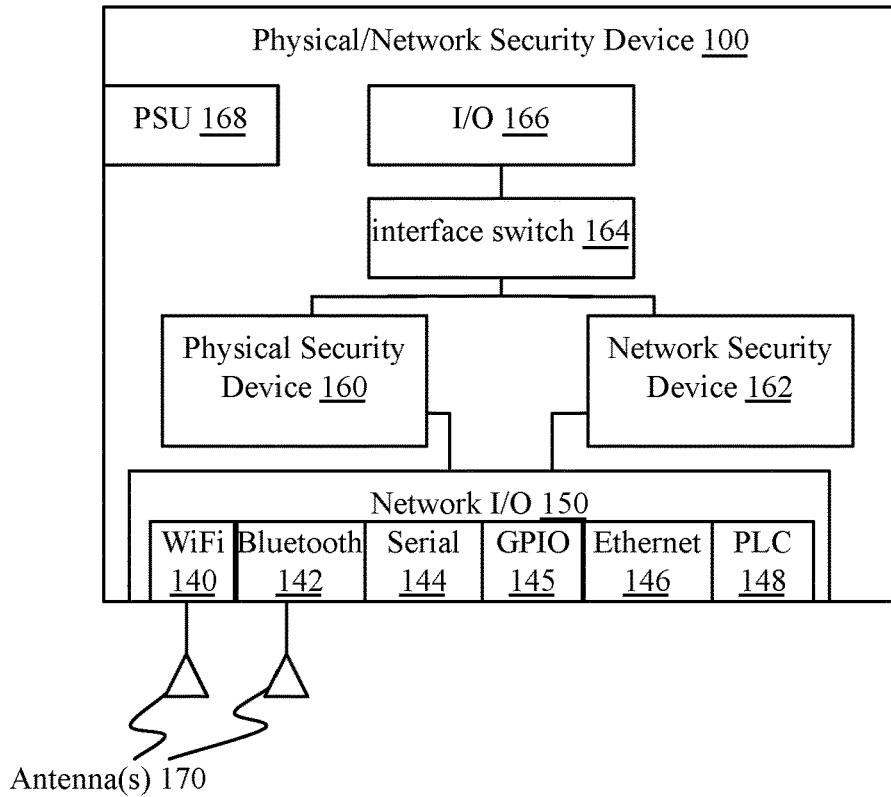 Physical/Network Security Device 100
PSU 168
I/O 166
interface switch 164
Physical Security
Device 160
Network Security
Device 162
Network I/O 150
WiFi
140
Bluetooth
142
Serial
144
GPIO
145
Ethernet
146
PLC
148
Antenna(s) 170